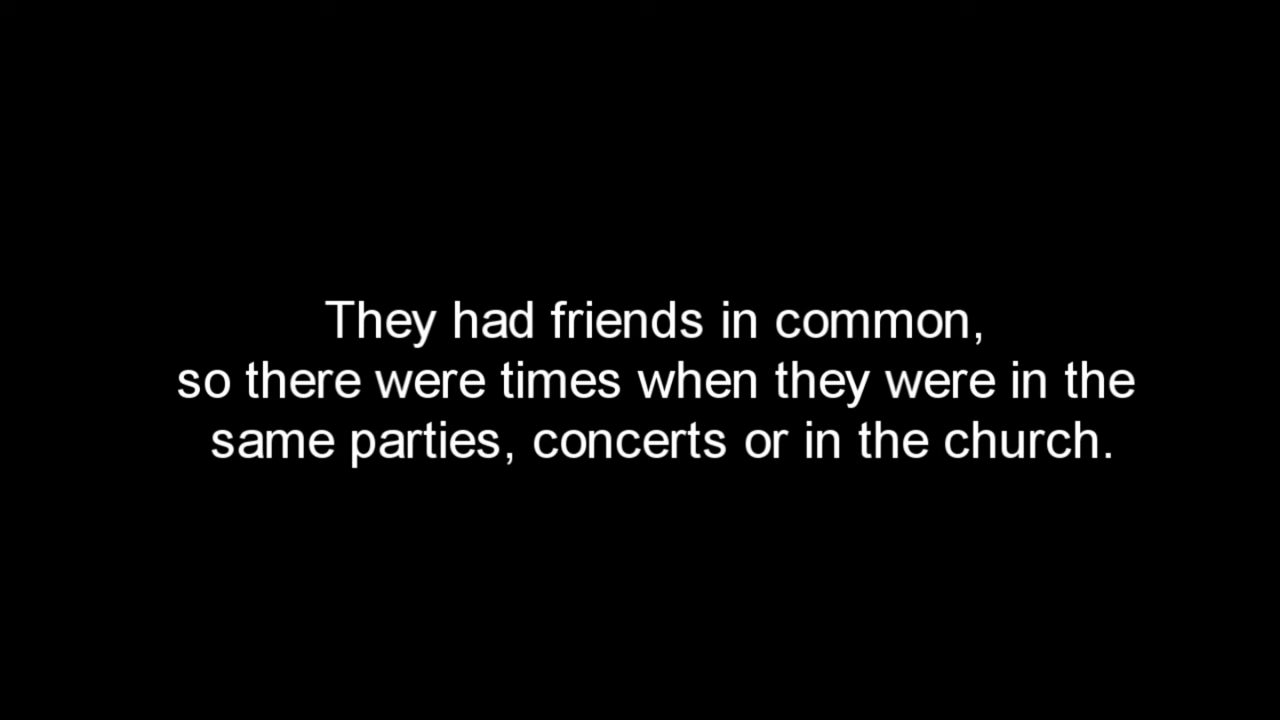 They had friends in common,
so there were times when they were in the
same parties, concerts or in the church.